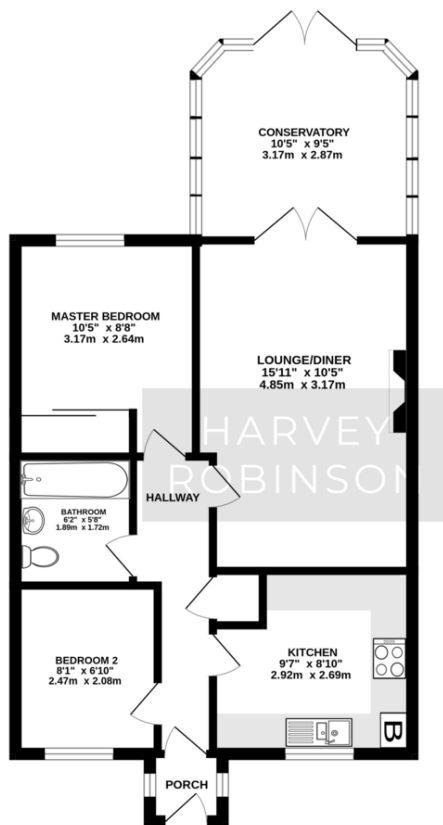 CONSERVATORY
10'5" x 9'5"
3.17m x 2.87m
MASTER BEDROOM
10'5" x 8'8"
3.17m x 2.64m
LOUNGE/DINER
15'11" x 10'5"
4.85m x 3.17m
HARVEY
ROBINSON
HALLWAY
BATHROOM
6'2" x 5'8"
1.89m x 1.72m
BEDROOM 2
8'1" x 6'10"
2.47m x 2.08m
KITCHEN
9'7" x 8'10"
2.92m x 2.69m
B
PORCH